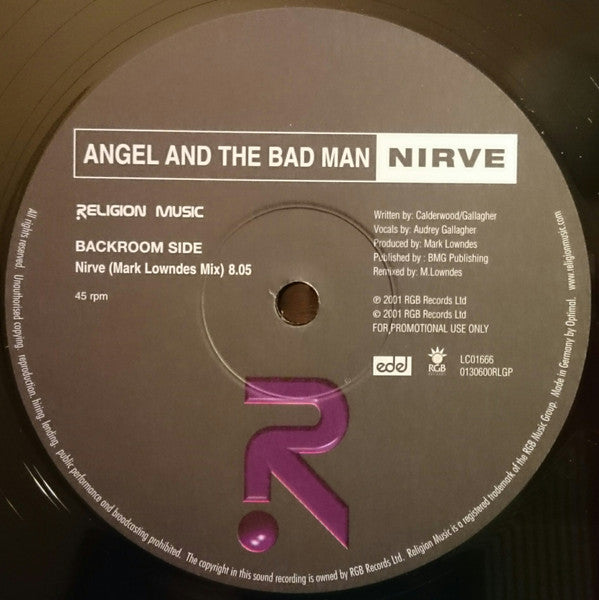 ANGEL AND THE BAD MAN NIRVE
RELIGION MUSIC
BACKROOM SIDE
Nirve (Mark Lowndes Mix) 8.05
45 rpm
Written by: Calderwood/Gallagher
Vocals by: Audrey Gallagher
Produced by: Mark Lowndes
Published by : BMG Publishing
Remixed by: M.Lowndes
℗ 2001 RGB Records Ltd
© 2001 RGB Records Ltd
FOR PROMOTIONAL USE ONLY
edel
RGB
RECORDS
LC01666
0130600RLGP
All rights reserved. Unauthorised copying, reproduction, hiring, lending, public performance and broadcasting prohibited. The copyright in this sound recording is owned by RGB Records Ltd. Religion Music is a registered trademark of the RGB Music Group. Made in Germany by Optimal. www.religionmusic.com